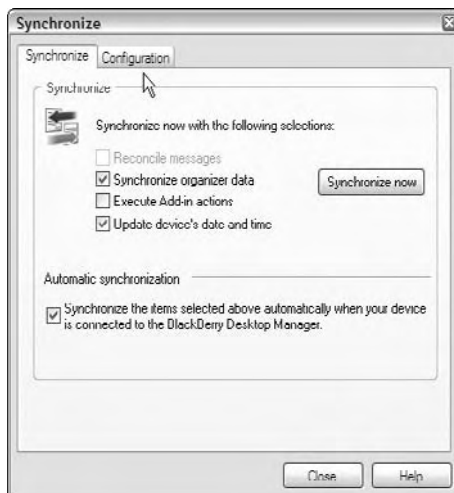 Synchronize
Synchronize Configuration
Synchronize
Synchronize now with the following selections:
Reconcile messages
Synchronize organizer data
Synchronize now
Execute Add-in actions
Update device's date and time
Automatic synchronization
Synchronize the items selected above automatically when your device
is connected to the BlackBerry Desktop Manager.
Close Help